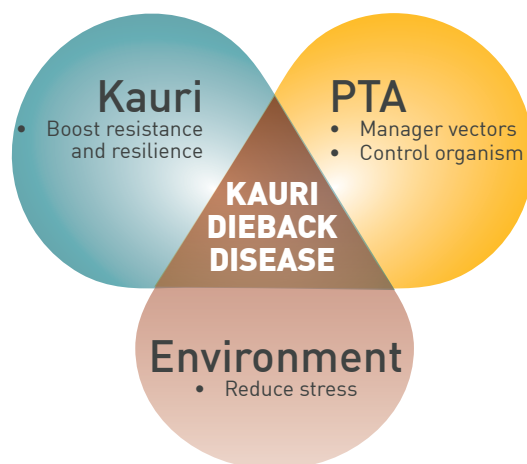 Kauri
• Boost resistance
and resilience
PTA
• Manager vectors
• Control organism
KAURI
DIEBACK
DISEASE
Environment
• Reduce stress